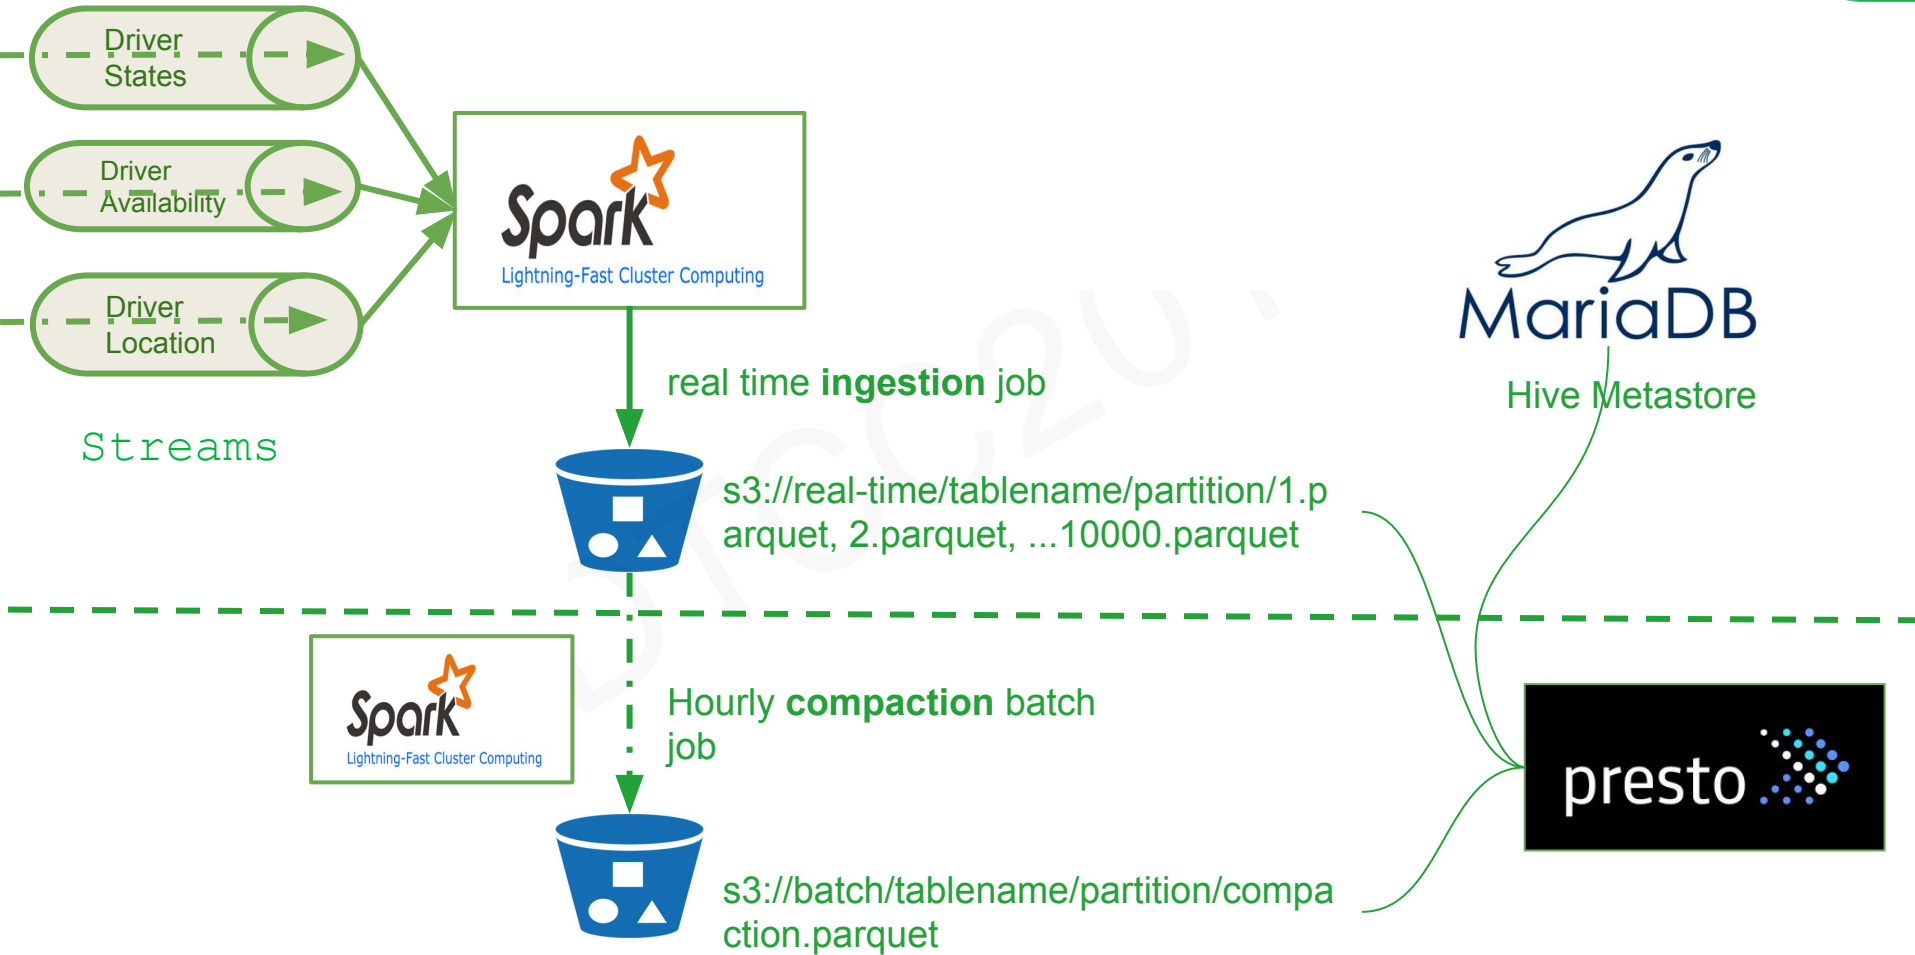 Driver
States
Driver
Availability
Driver
Location
Streams
Spark
Lightning-Fast Cluster Computing
real time ingestion job
s3://real-time/tablename/partition/1.p
arquet, 2.parquet, ...10000.parquet
MariaDB
Hive Metastore
Spark
Lightning-Fast Cluster Computing
Hourly compaction batch
job
presto
s3://batch/tablename/partition/compa
ction.parquet